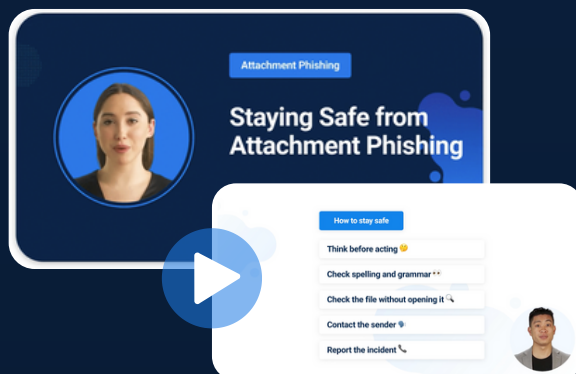 Attachment Phishing
Staying Safe from
Attachment Phishing
How to stay safe
Think before acting 🤔
Check spelling and grammar 👀
Check the file without opening it 🔍
Contact the sender 🗣️
Report the incident 📞